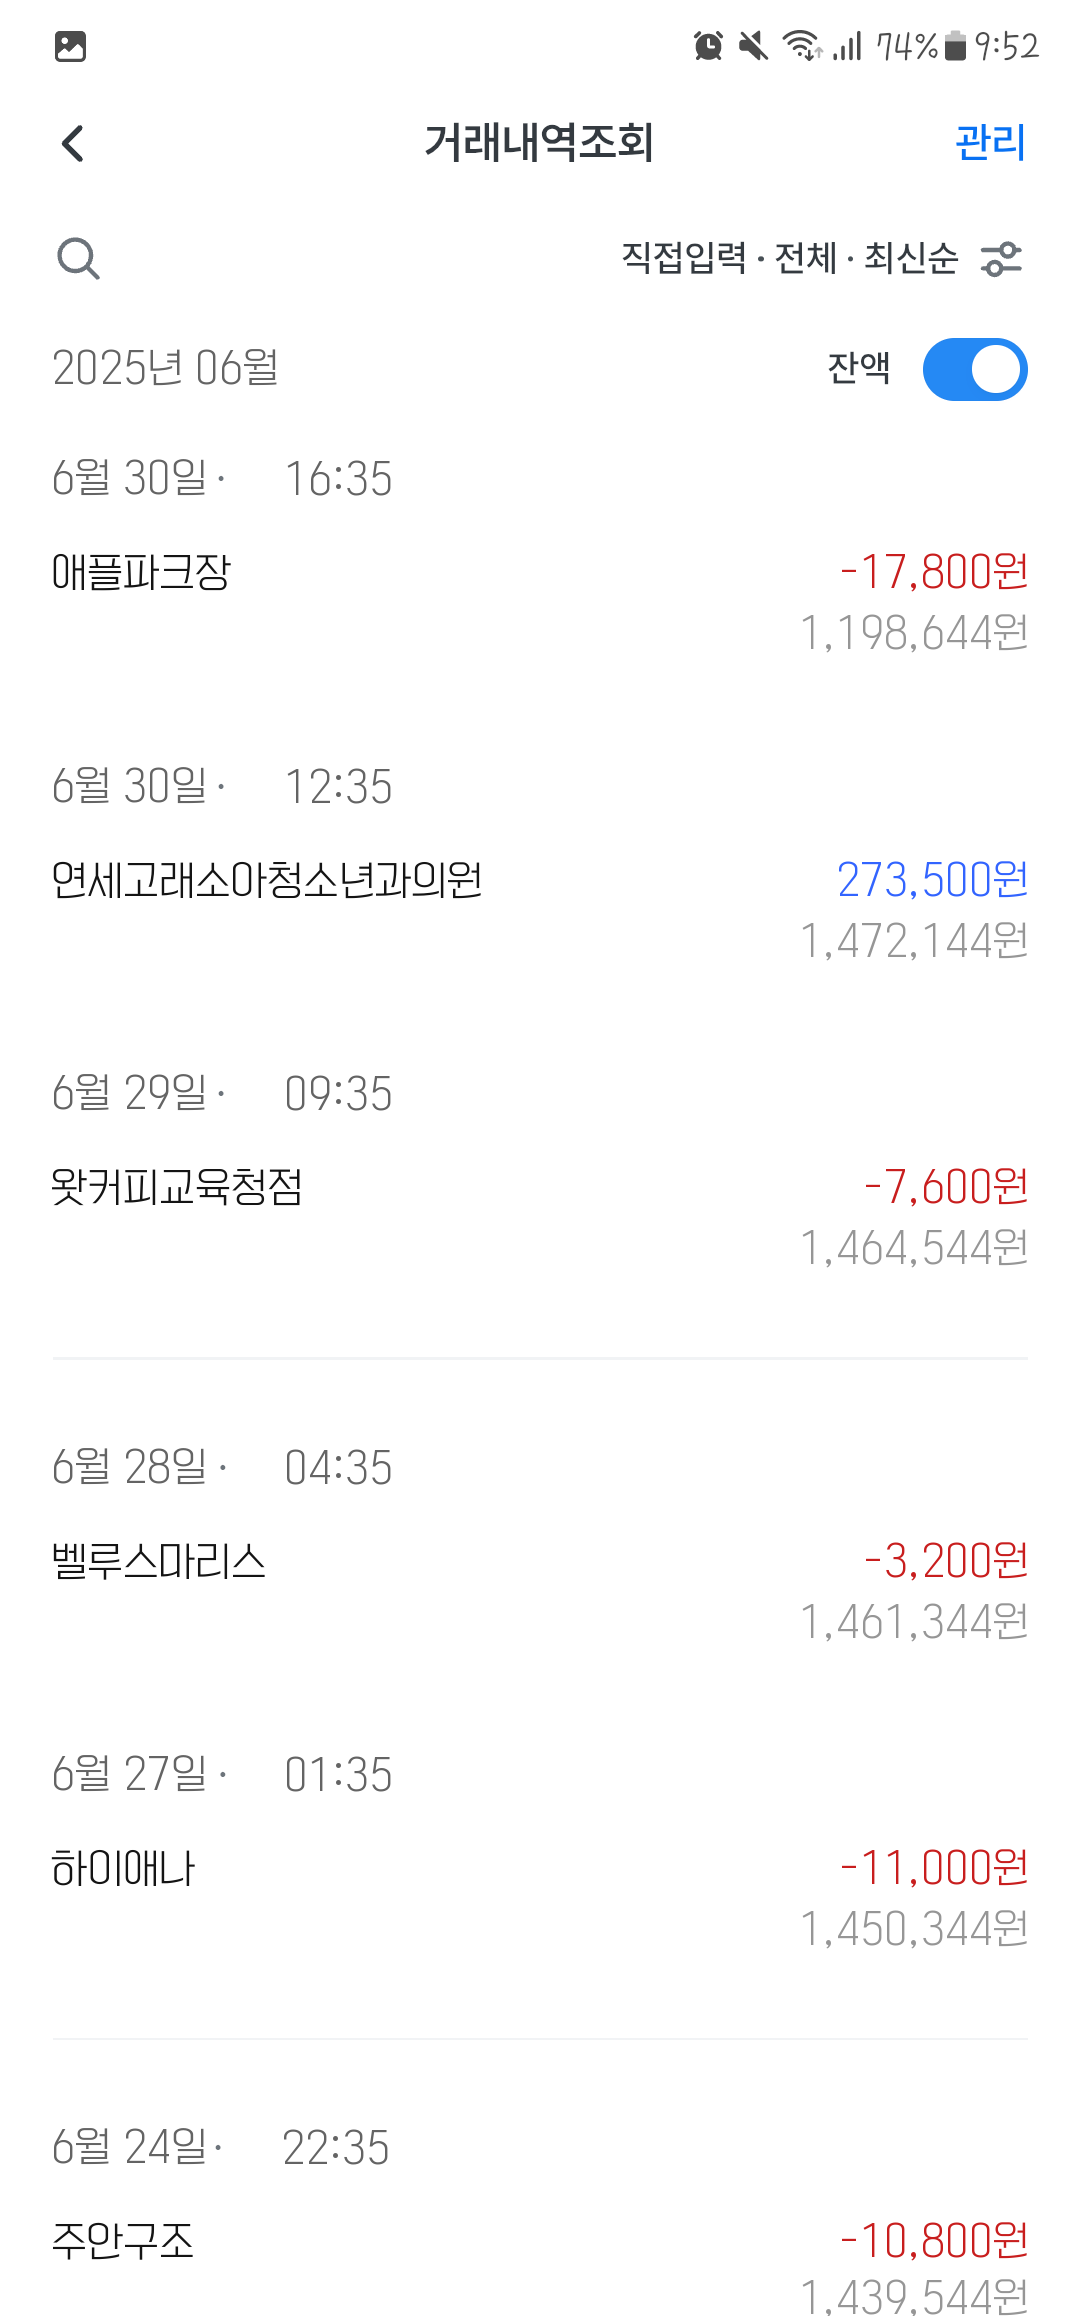 74% 9:52
거래내역조회 관리
직접입력 · 전체 · 최신순
2025년 06월 잔액
6월 30일 · 16:35
애플파크장 -17,800원
1,198,644원
6월 30일 · 12:35
연세고래소아청소년과의원 273,500원
1,472,144원
6월 29일 · 09:35
왓커피교육청점 -7,600원
1,464,544원
6월 28일 · 04:35
벨루스마리스 -3,200원
1,461,344원
6월 27일 · 01:35
하이애나 -11,000원
1,450,344원
6월 24일 · 22:35
주안구조 -10,800원
1,439,544원